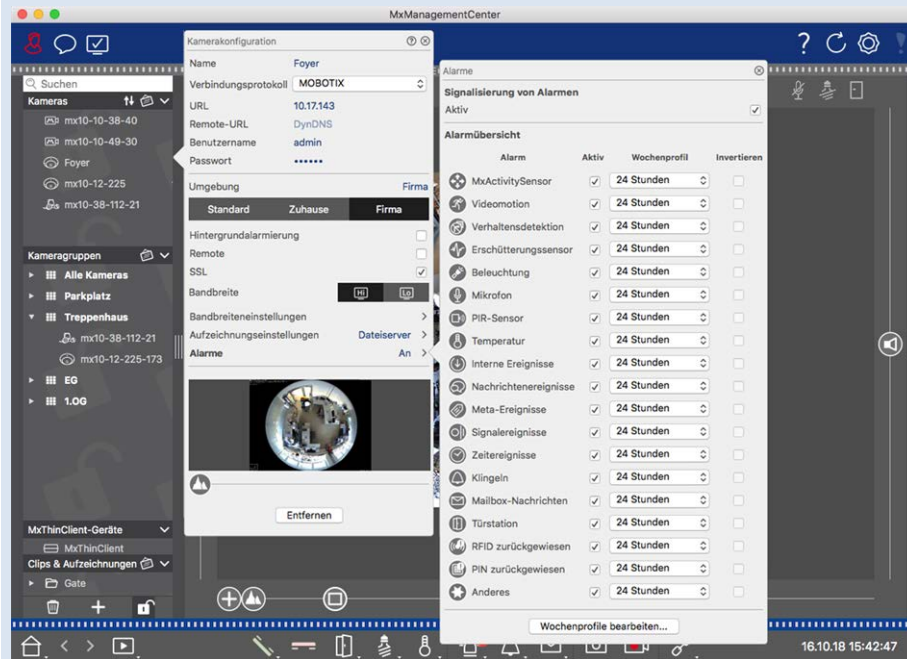 MxManagementCenter
Suchen
Kameras
mx10-10-38-40
mx10-10-49-30
Foyer
mx10-12-225
mx10-38-112-21
Kameragruppen
Alle Kameras
Parkplatz
Treppenhaus
mx10-38-112-21
mx10-12-225-173
EG
1.OG
MxThinClient-Geräte
MxThinClient
Clips & Aufzeichnungen
Gate
Kamerakonfiguration
Name Foyer
Verbindungsprotokoll MOBOTIX
URL 10.17.143
Remote-URL DynDNS
Benutzername admin
Passwort ••••••
Umgebung Firma
Standard Zuhause Firma
Hintergrundalarmierung
Remote
SSL
Bandbreite Hi Lo
Bandbreiteneinstellungen
Aufzeichnungseinstellungen Dateiserver
Alarme An
Entfernen
Alarme
Signalisierung von Alarmen
Aktiv
Alarmübersicht
Alarm Aktiv Wochenprofil Invertieren
MxActivitySensor 24 Stunden
Videomotion 24 Stunden
Verhaltensdetektion 24 Stunden
Erschütterungssensor 24 Stunden
Beleuchtung 24 Stunden
Mikrofon 24 Stunden
PIR-Sensor 24 Stunden
Temperatur 24 Stunden
Interne Ereignisse 24 Stunden
Nachrichtenereignisse 24 Stunden
Meta-Ereignisse 24 Stunden
Signalereignisse 24 Stunden
Zeitereignisse 24 Stunden
Klingeln 24 Stunden
Mailbox-Nachrichten 24 Stunden
Türstation 24 Stunden
RFID zurückgewiesen 24 Stunden
PIN zurückgewiesen 24 Stunden
Anderes 24 Stunden
Wochenprofile bearbeiten...
16.10.18 15:42:47